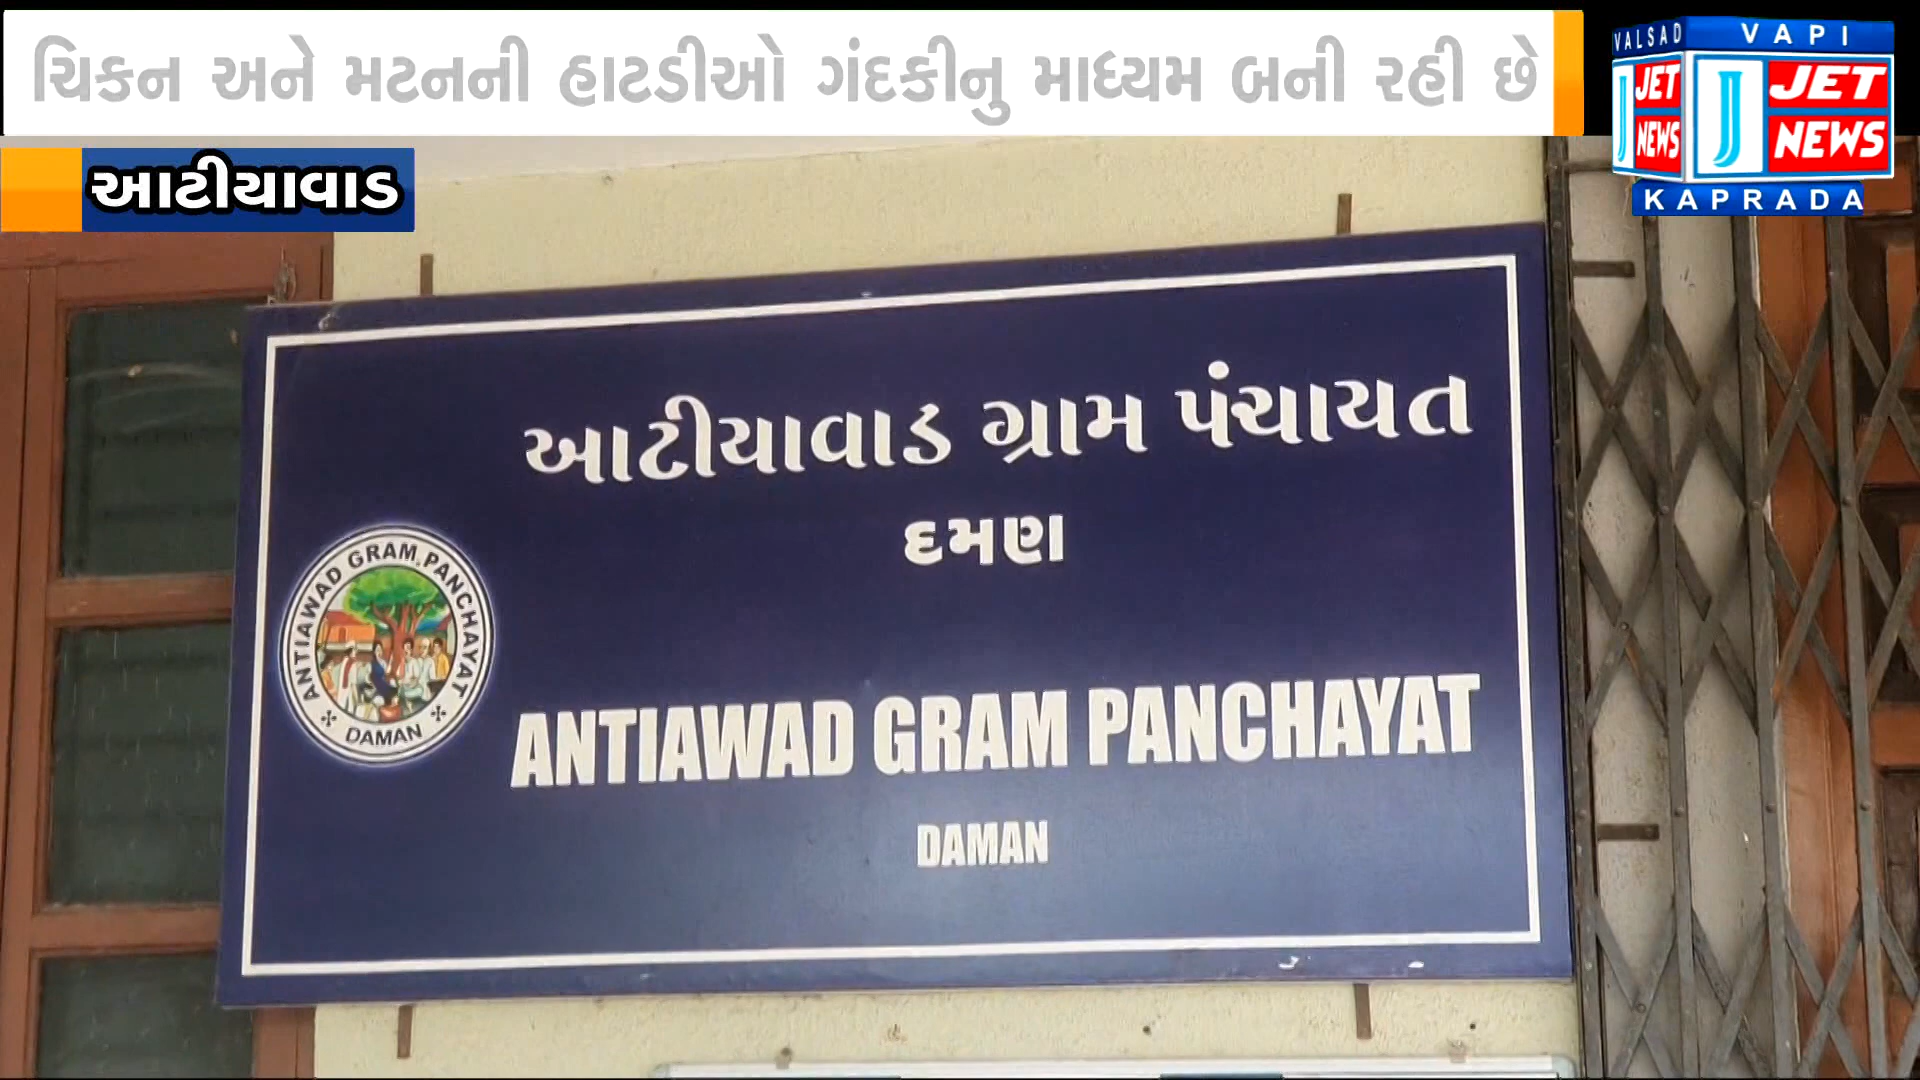 ચિકન અને મટનની હાટડીઓ ગંદકીનુ માધ્યમ બની રહી છે
VALSAD VAPI
J JET NEWS
J JET NEWS
KAPRADA
આટીયાવાડ
આટીયાવાડ ગ્રામ પંચાયત
દમણ
ANTIAWAD GRAM PANCHAYAT
DAMAN
ANTIAWAD GRAM PANCHAYAT
DAMAN